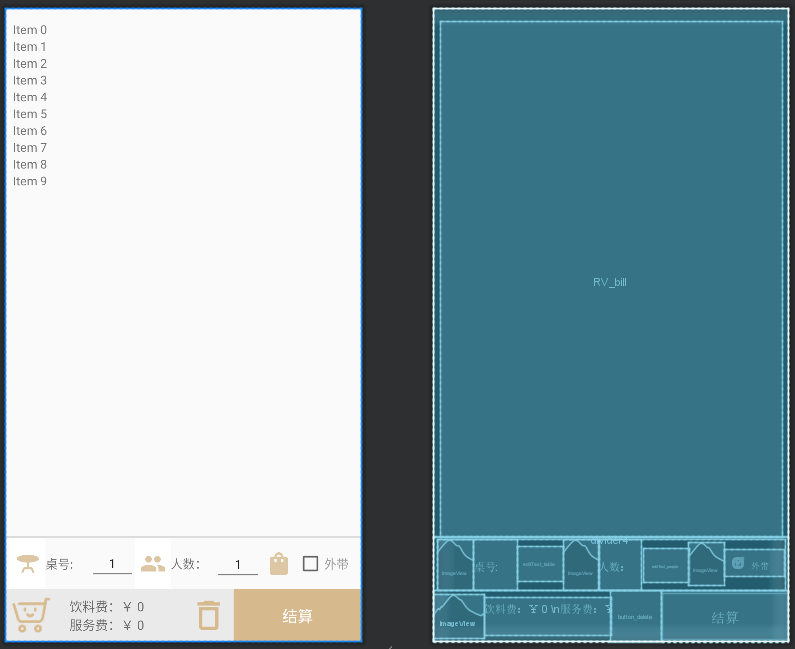 Item 0
Item 1
Item 2
Item 3
Item 4
Item 5
Item 6
Item 7
Item 8
Item 9
桌号: 1 人数: 1 外带
饮料费: ¥ 0
服务费: ¥ 0
结算
RV_bill
divider4
ImageView 桌号: editText_table ImageView 人数: ImageView 外带
ImageView 饮料费: ¥ 0 \n服务费: ¥ button_delete 结算